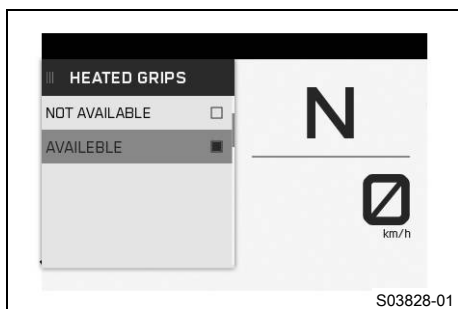 HEATED GRIPS
NOT AVAILABLE
AVAILEBLE
N
0
km/h
S03828-01